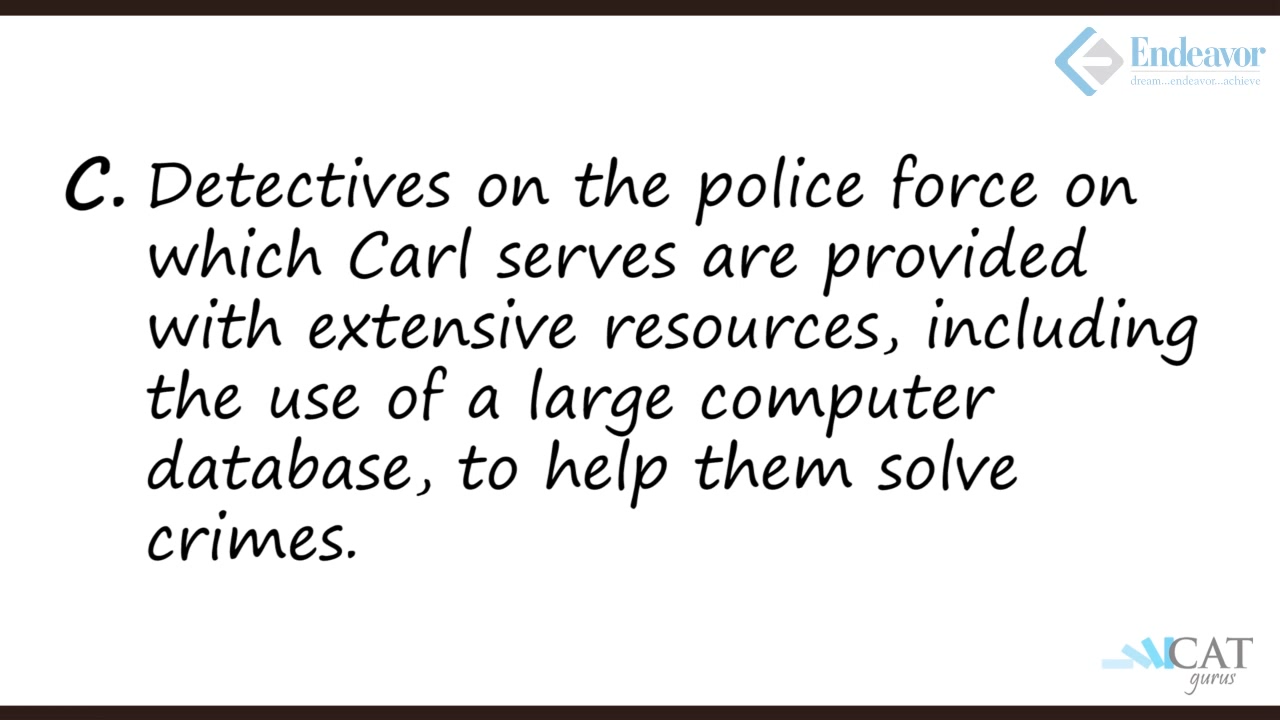 Endeavor
dream...endeavor...achieve
C. Detectives on the police force on
which Carl serves are provided
with extensive resources, including
the use of a large computer
database, to help them solve
crimes.
CAT
gurus